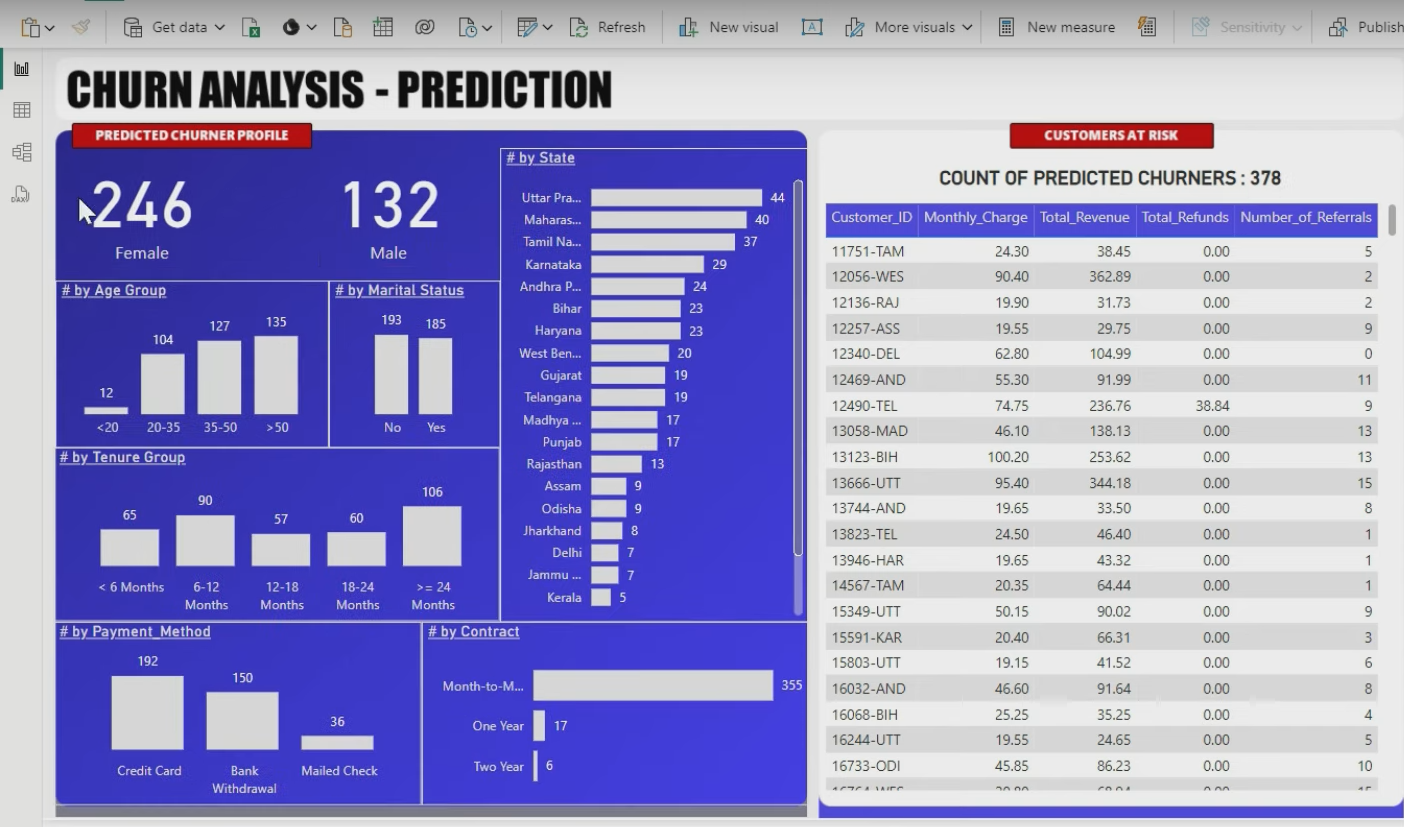 Get data
Refresh
New visual
A
More visuals
New measure
Sensitivity
Publish
DAX
CHURN ANALYSIS - PREDICTION
PREDICTED CHURNER PROFILE
246
Female
132
Male
# by Age Group
12
104
127
135
<20
20-35
35-50
>50
# by Marital Status
193
185
No
Yes
# by Tenure Group
65
90
57
60
106
< 6 Months
6-12
Months
12-18
Months
18-24
Months
>= 24
Months
# by Payment_Method
192
150
36
Credit Card
Bank
Withdrawal
Mailed Check
# by State
Uttar Pra... 44
Maharas... 40
Tamil Na... 37
Karnataka 29
Andhra P... 24
Bihar 23
Haryana 23
West Ben... 20
Gujarat 19
Telangana 19
Madhya ... 17
Punjab 17
Rajasthan 13
Assam 9
Odisha 9
Jharkhand 8
Delhi 7
Jammu ... 7
Kerala 5
# by Contract
Month-to-M... 355
One Year 17
Two Year 6
CUSTOMERS AT RISK
COUNT OF PREDICTED CHURNERS : 378
Customer_ID Monthly_Charge Total_Revenue Total_Refunds Number_of_Referrals
11751-TAM 24.30 38.45 0.00 5
12056-WES 90.40 362.89 0.00 2
12136-RAJ 19.90 31.73 0.00 2
12257-ASS 19.55 29.75 0.00 9
12340-DEL 62.80 104.99 0.00 0
12469-AND 55.30 91.99 0.00 11
12490-TEL 74.75 236.76 38.84 9
13058-MAD 46.10 138.13 0.00 13
13123-BIH 100.20 253.62 0.00 13
13666-UTT 95.40 344.18 0.00 15
13744-AND 19.65 33.50 0.00 8
13823-TEL 24.50 46.40 0.00 1
13946-HAR 19.65 43.32 0.00 1
14567-TAM 20.35 64.44 0.00 1
15349-UTT 50.15 90.02 0.00 9
15591-KAR 20.40 66.31 0.00 3
15803-UTT 19.15 41.52 0.00 6
16032-AND 46.60 91.64 0.00 8
16068-BIH 25.25 35.25 0.00 4
16244-UTT 19.55 24.65 0.00 5
16733-ODI 45.85 86.23 0.00 10